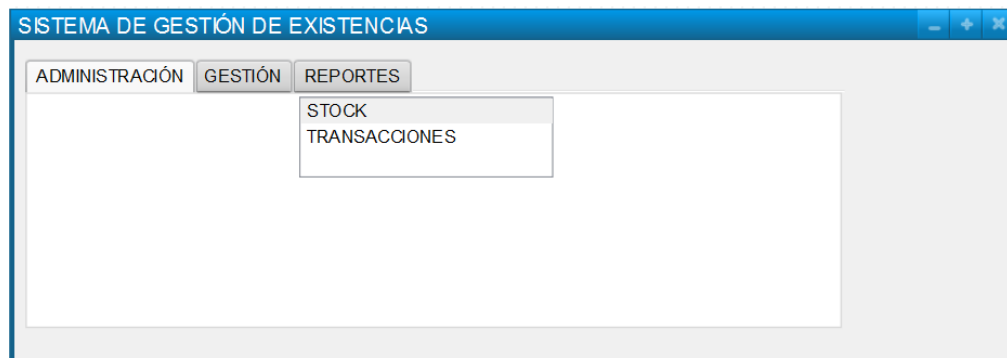 SISTEMA DE GESTIÓN DE EXISTENCIAS
ADMINISTRACIÓN GESTIÓN REPORTES
STOCK
TRANSACCIONES